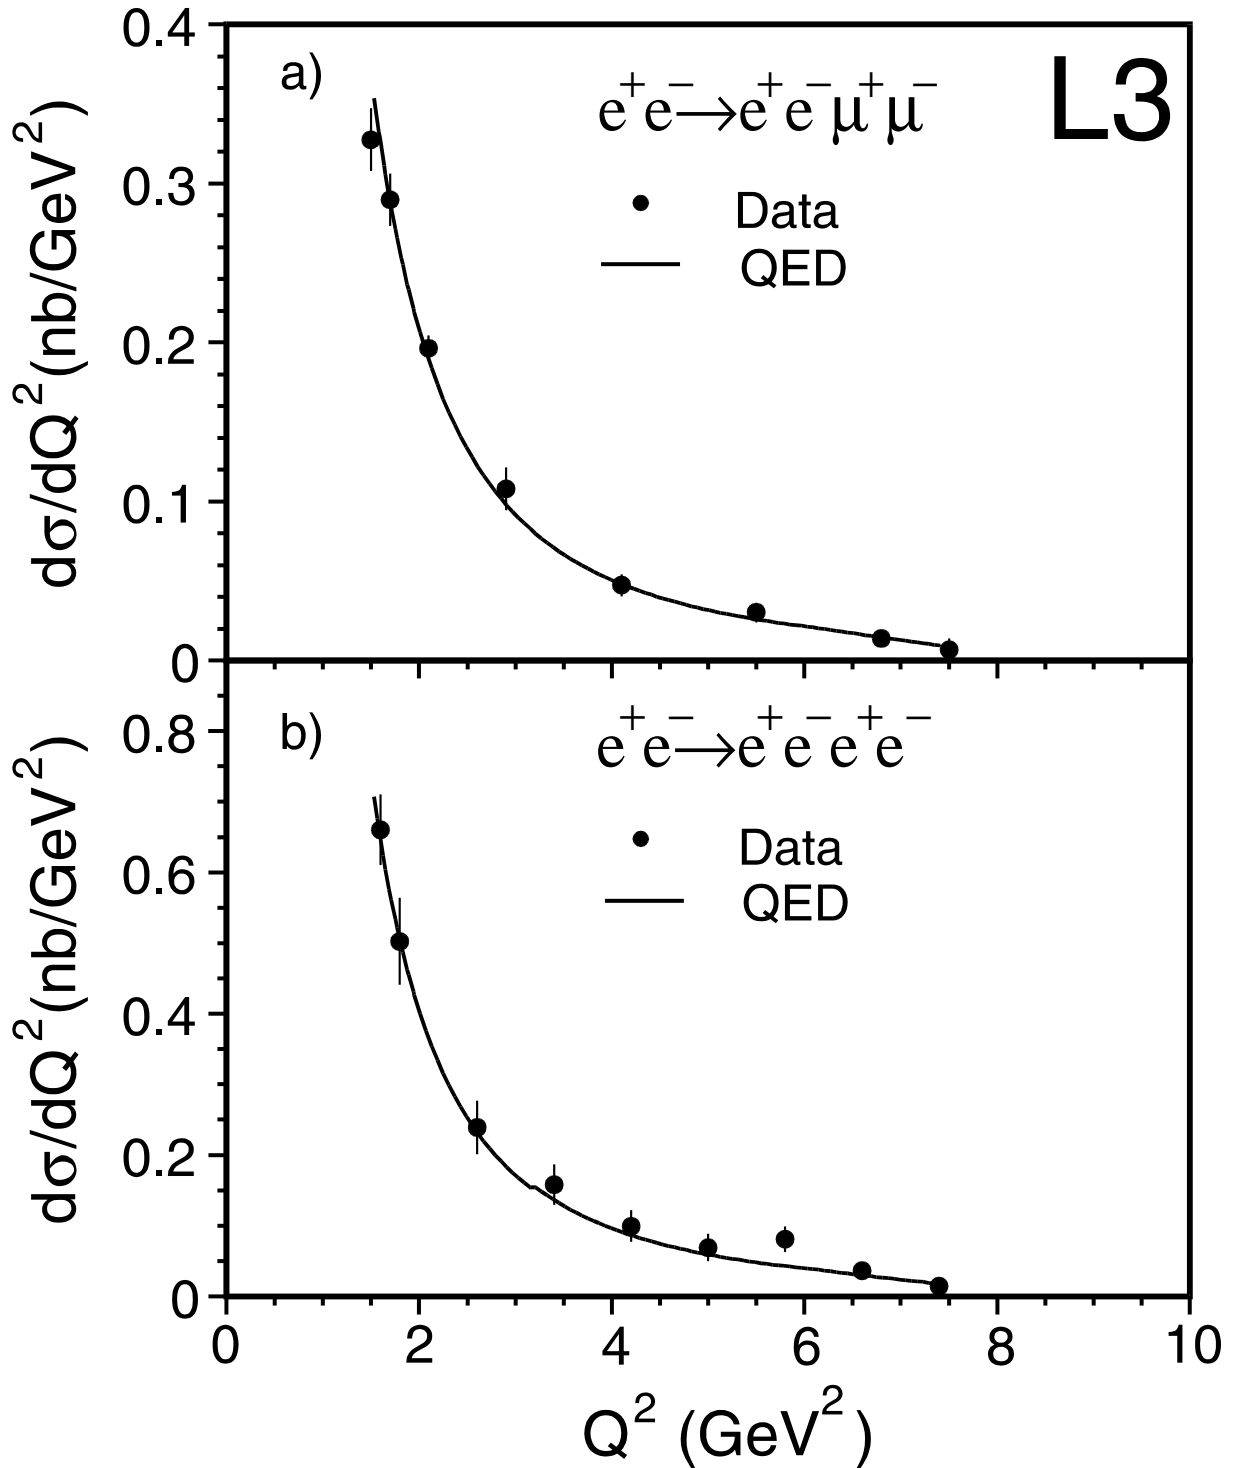 a)
e⁺e⁻→e⁺e⁻μ⁺μ⁻
L3
Data
QED
0.4
0.3
0.2
0.1
0
dσ/dQ² (nb/GeV²)
b)
e⁺e⁻→e⁺e⁻e⁺e⁻
Data
QED
0.8
0.6
0.4
0.2
0
dσ/dQ² (nb/GeV²)
0 2 4 6 8 10
Q² (GeV²)